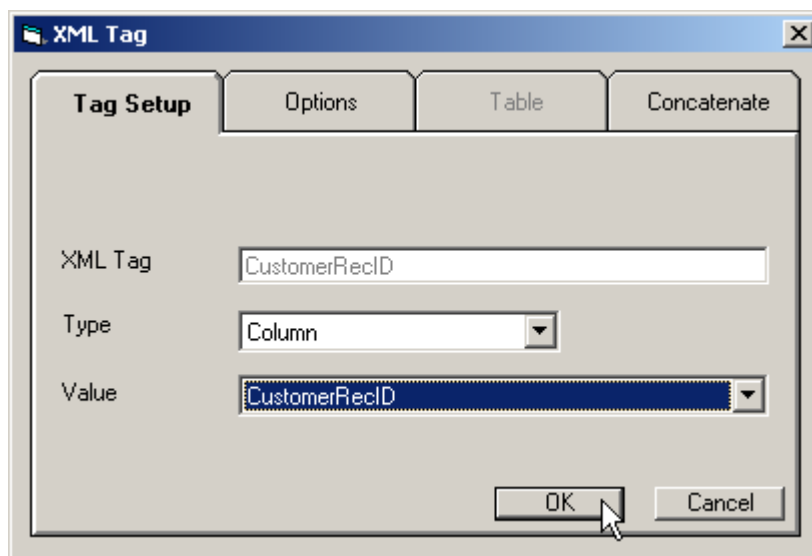 XML Tag
Tag Setup Options Table Concatenate
XML Tag CustomerRecID
Type Column
Value CustomerRecID
OK Cancel